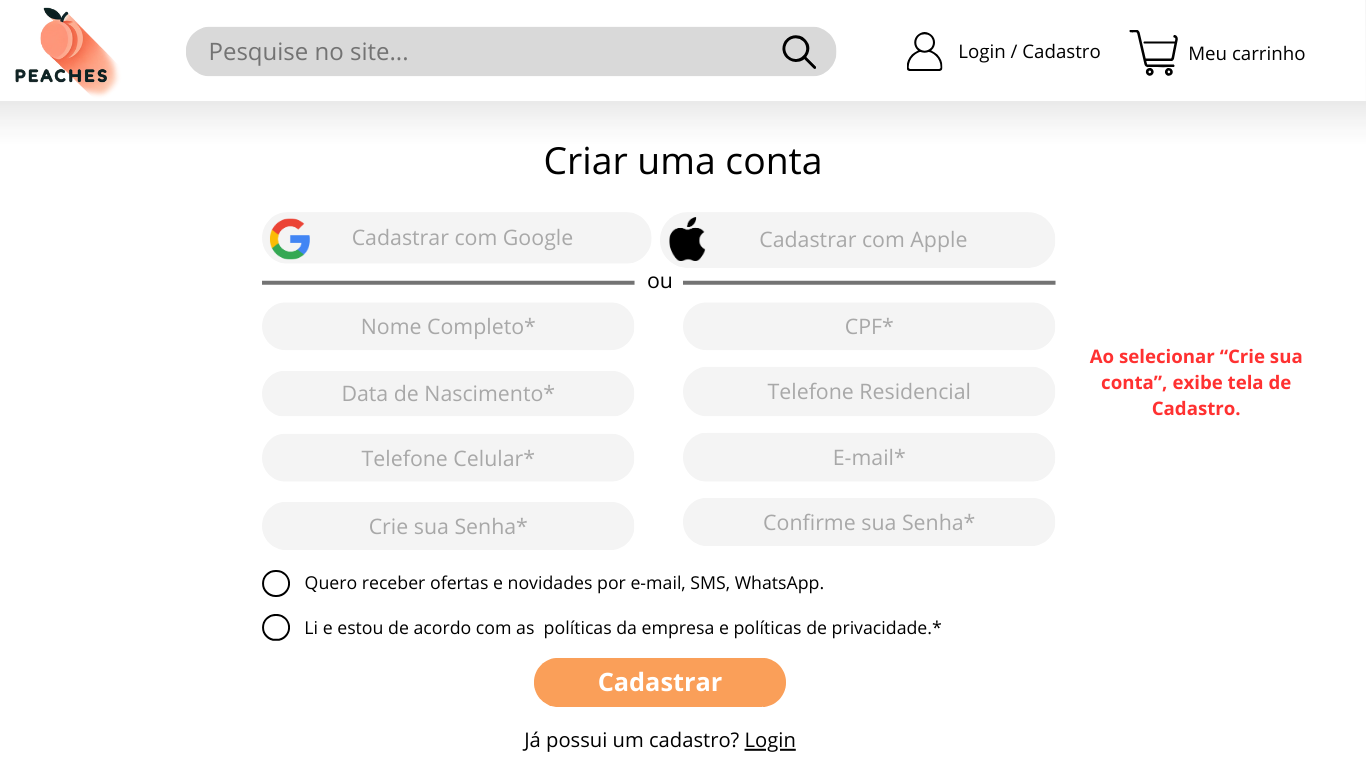 PEACHES
Pesquise no site...
Login / Cadastro
Meu carrinho
Criar uma conta
Cadastrar com Google
Cadastrar com Apple
ou
Nome Completo*
CPF*
Data de Nascimento*
Telefone Residencial
Telefone Celular*
E-mail*
Crie sua Senha*
Confirme sua Senha*
Ao selecionar “Crie sua
conta”, exibe tela de
Cadastro.
Quero receber ofertas e novidades por e-mail, SMS, WhatsApp.
Li e estou de acordo com as  políticas da empresa e políticas de privacidade.*
Cadastrar
Já possui um cadastro? Login